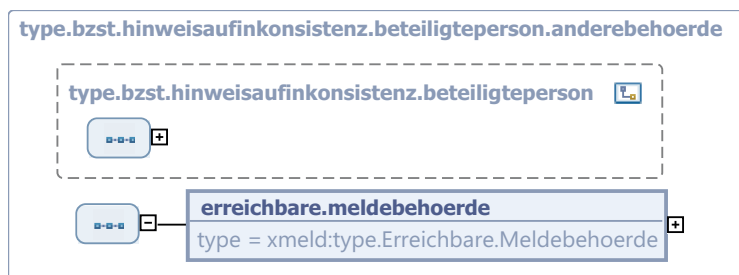 type.bzst.hinweisaufinkonsistenz.beteiligteperson.anderebehoerde
type.bzst.hinweisaufinkonsistenz.beteiligteperson
erreichbare.meldebehoerde
type = xmeld:type.Erreichbare.Meldebehoerde